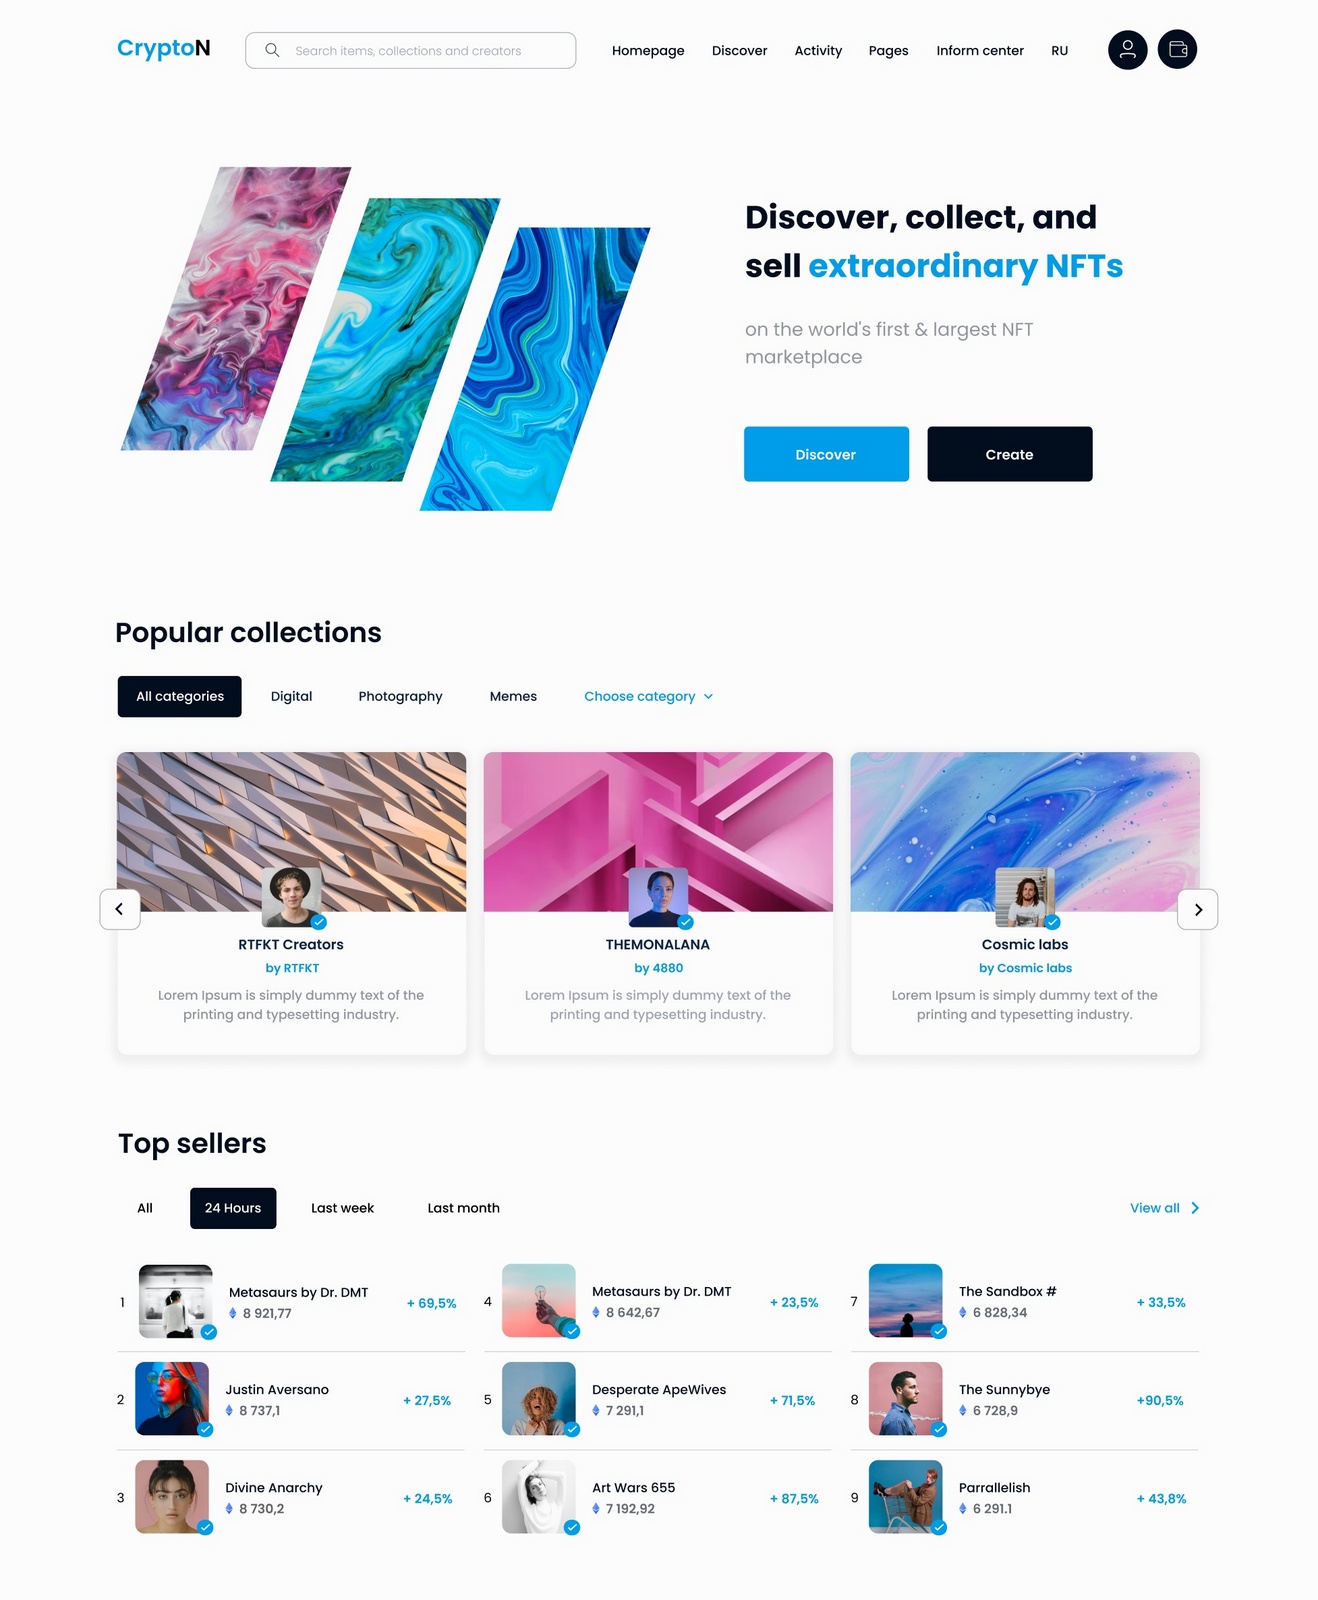 CryptoN
Search items, collections and creators
Homepage
Discover
Activity
Pages
Inform center
RU
Discover, collect, and
sell extraordinary NFTs
on the world's first & largest NFT
marketplace
Discover
Create
Popular collections
All categories
Digital
Photography
Memes
Choose category
RTFKT Creators
by RTFKT
Lorem Ipsum is simply dummy text of the
printing and typesetting industry.
THEMONALANA
by 4880
Lorem Ipsum is simply dummy text of the
printing and typesetting industry.
Cosmic labs
by Cosmic labs
Lorem Ipsum is simply dummy text of the
printing and typesetting industry.
Top sellers
All
24 Hours
Last week
Last month
View all
1
Metasaurs by Dr. DMT
8 921,77
+ 69,5%
2
Justin Aversano
8 737,1
+ 27,5%
3
Divine Anarchy
8 730,2
+ 24,5%
4
Metasaurs by Dr. DMT
8 642,67
+ 23,5%
5
Desperate ApeWives
7 291,1
+ 71,5%
6
Art Wars 655
7 192,92
+ 87,5%
7
The Sandbox #
6 828,34
+ 33,5%
8
The Sunnybye
6 728,9
+90,5%
9
Parrallelish
6 291.1
+ 43,8%